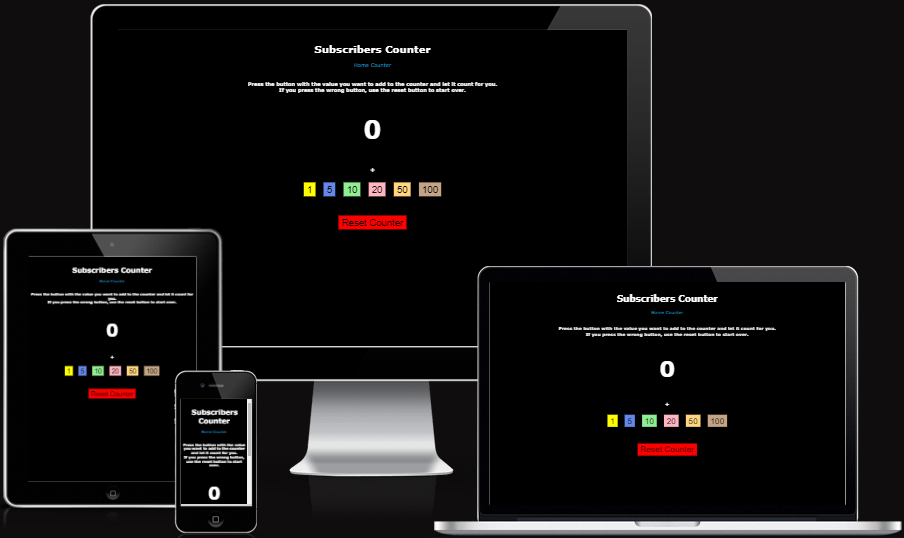 Subscribers Counter
Home Counter
Press the button with the value you want to add to the counter and let it count for you.
If you press the wrong button, use the reset button to start over.
0
+
1 5 10 20 50 100
Reset Counter
Subscribers Counter
Home Counter
Press the button with the value you want to add to the counter and let it count for
you.
If you press the wrong button, use the reset button to start over.
0
+
1 5 10 20 50 100
Reset Counter
Subscribers
Counter
Home Counter
Press the button with the value
you want to add to the counter
and let it count for you.
If you press the wrong button,
use the reset button to start
over.
0
Subscribers Counter
Home Counter
Press the button with the value you want to add to the counter and let it count for you.
If you press the wrong button, use the reset button to start over.
0
+
1 5 10 20 50 100
Reset Counter